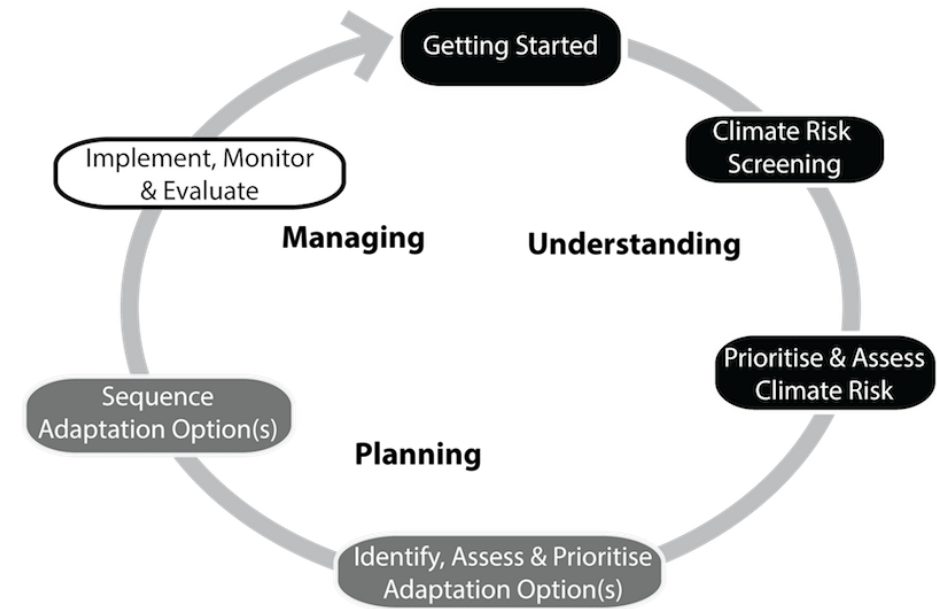 Getting Started
Climate Risk
Screening
Prioritise & Assess
Climate Risk
Identify, Assess & Prioritise
Adaptation Option(s)
Sequence
Adaptation Option(s)
Implement, Monitor
& Evaluate
Managing
Understanding
Planning